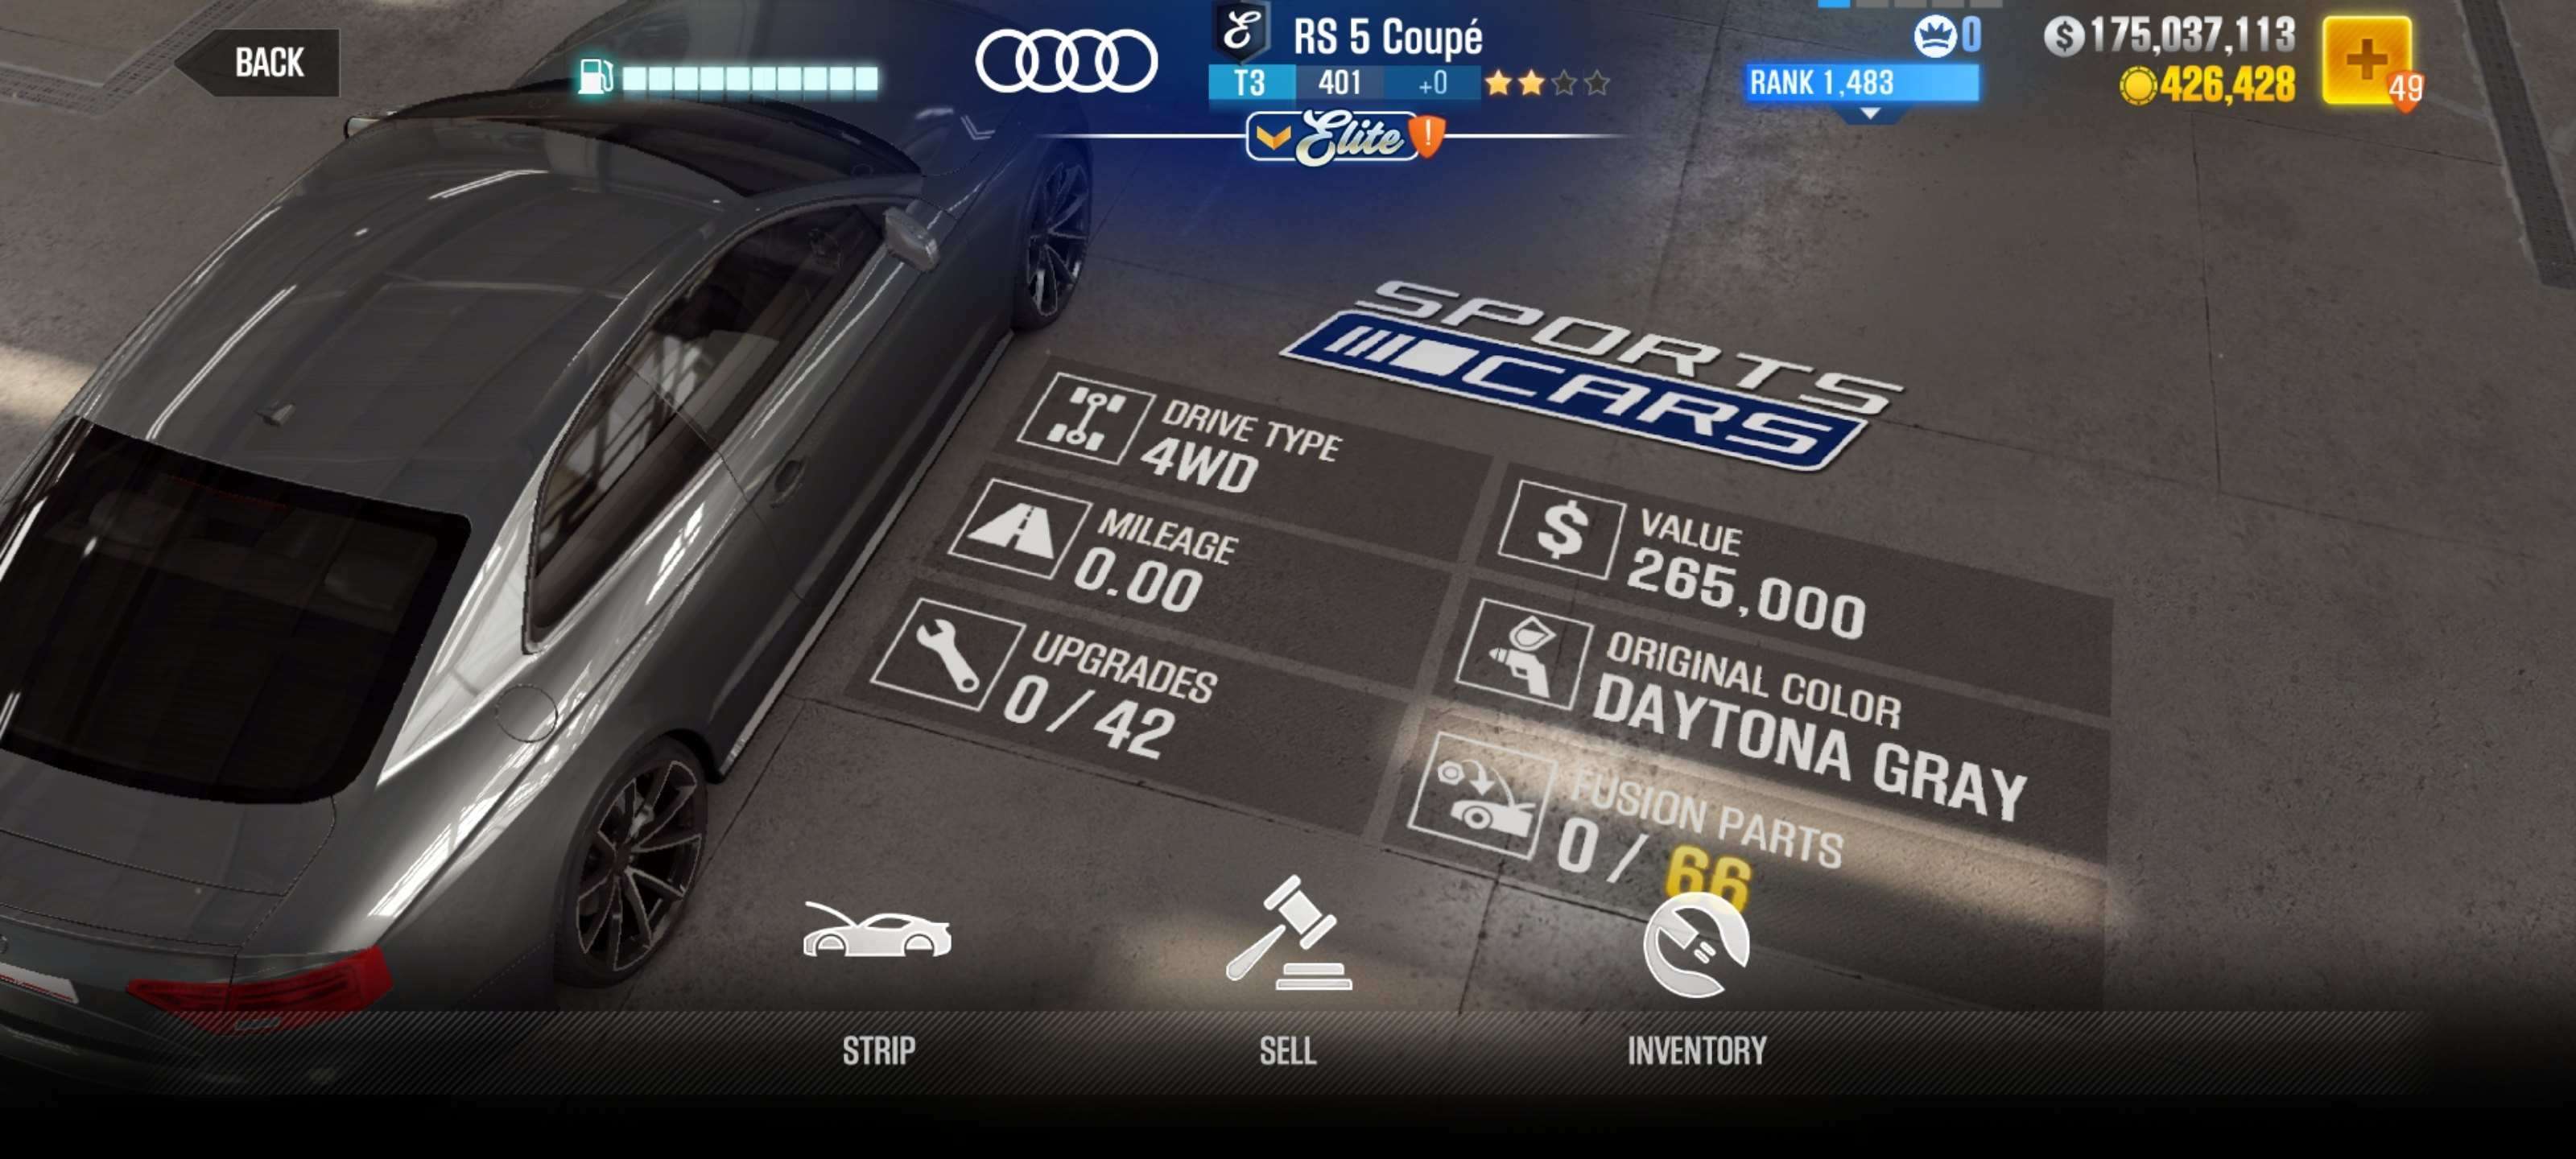 BACK
RS 5 Coupé
T3 401 +0
Elite !
0
RANK 1,483
$ 175,037,113
426,428
+
49
SPORTS
CARS
DRIVE TYPE
4WD
MILEAGE
0.00
UPGRADES
0/42
$
VALUE
265,000
ORIGINAL COLOR
DAYTONA GRAY
FUSION PARTS
0/66
STRIP
SELL
INVENTORY